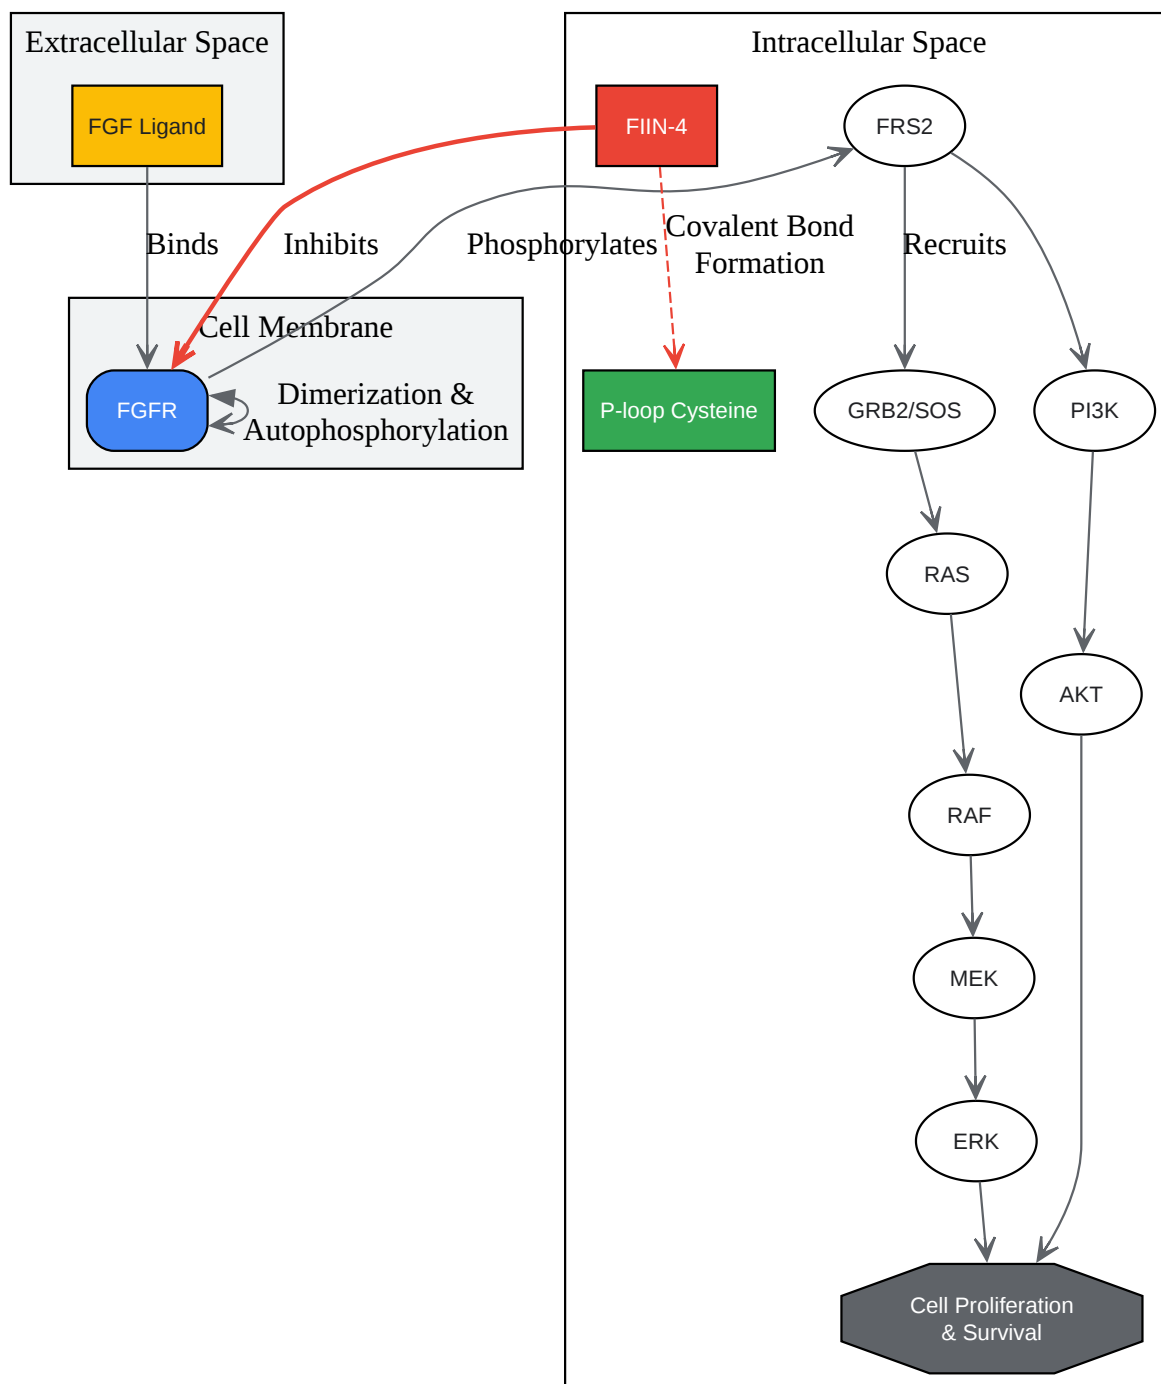 Extracellular Space
Intracellular Space
FGF Ligand
FIIN-4
FRS2
Binds
Inhibits
Phosphorylates
Covalent Bond
Formation
Recruits
Cell Membrane
FGFR
Dimerization &
Autophosphorylation
P-loop Cysteine
GRB2/SOS
PI3K
RAS
AKT
RAF
MEK
ERK
Cell Proliferation
& Survival